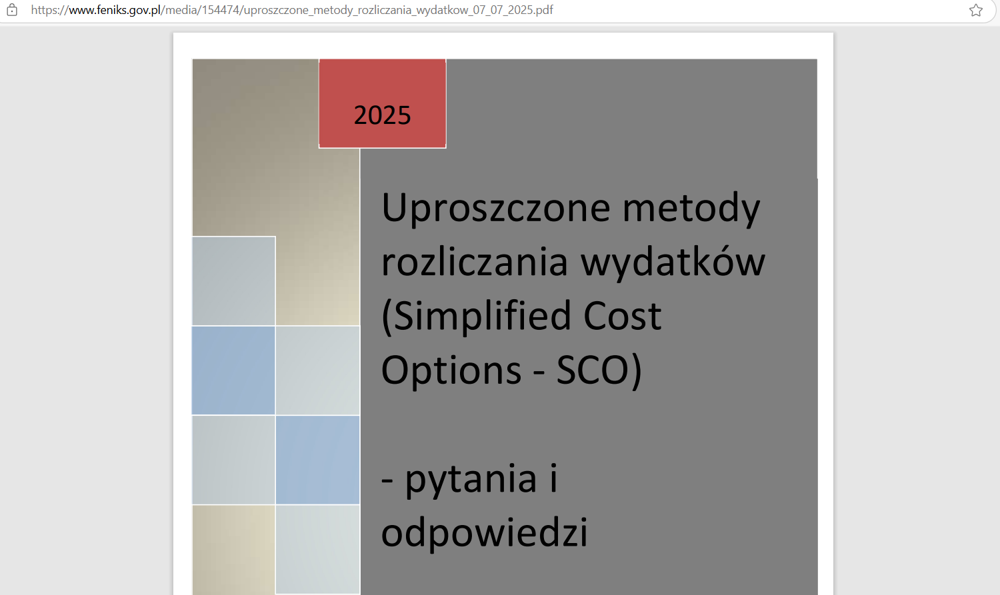 https://www.feniks.gov.pl/media/154474/uproszczone_metody_rozliczania_wydatkow_07_07_2025.pdf
2025
Uproszczone metody
rozliczania wydatków
(Simplified Cost
Options - SCO)
- pytania i
odpowiedzi